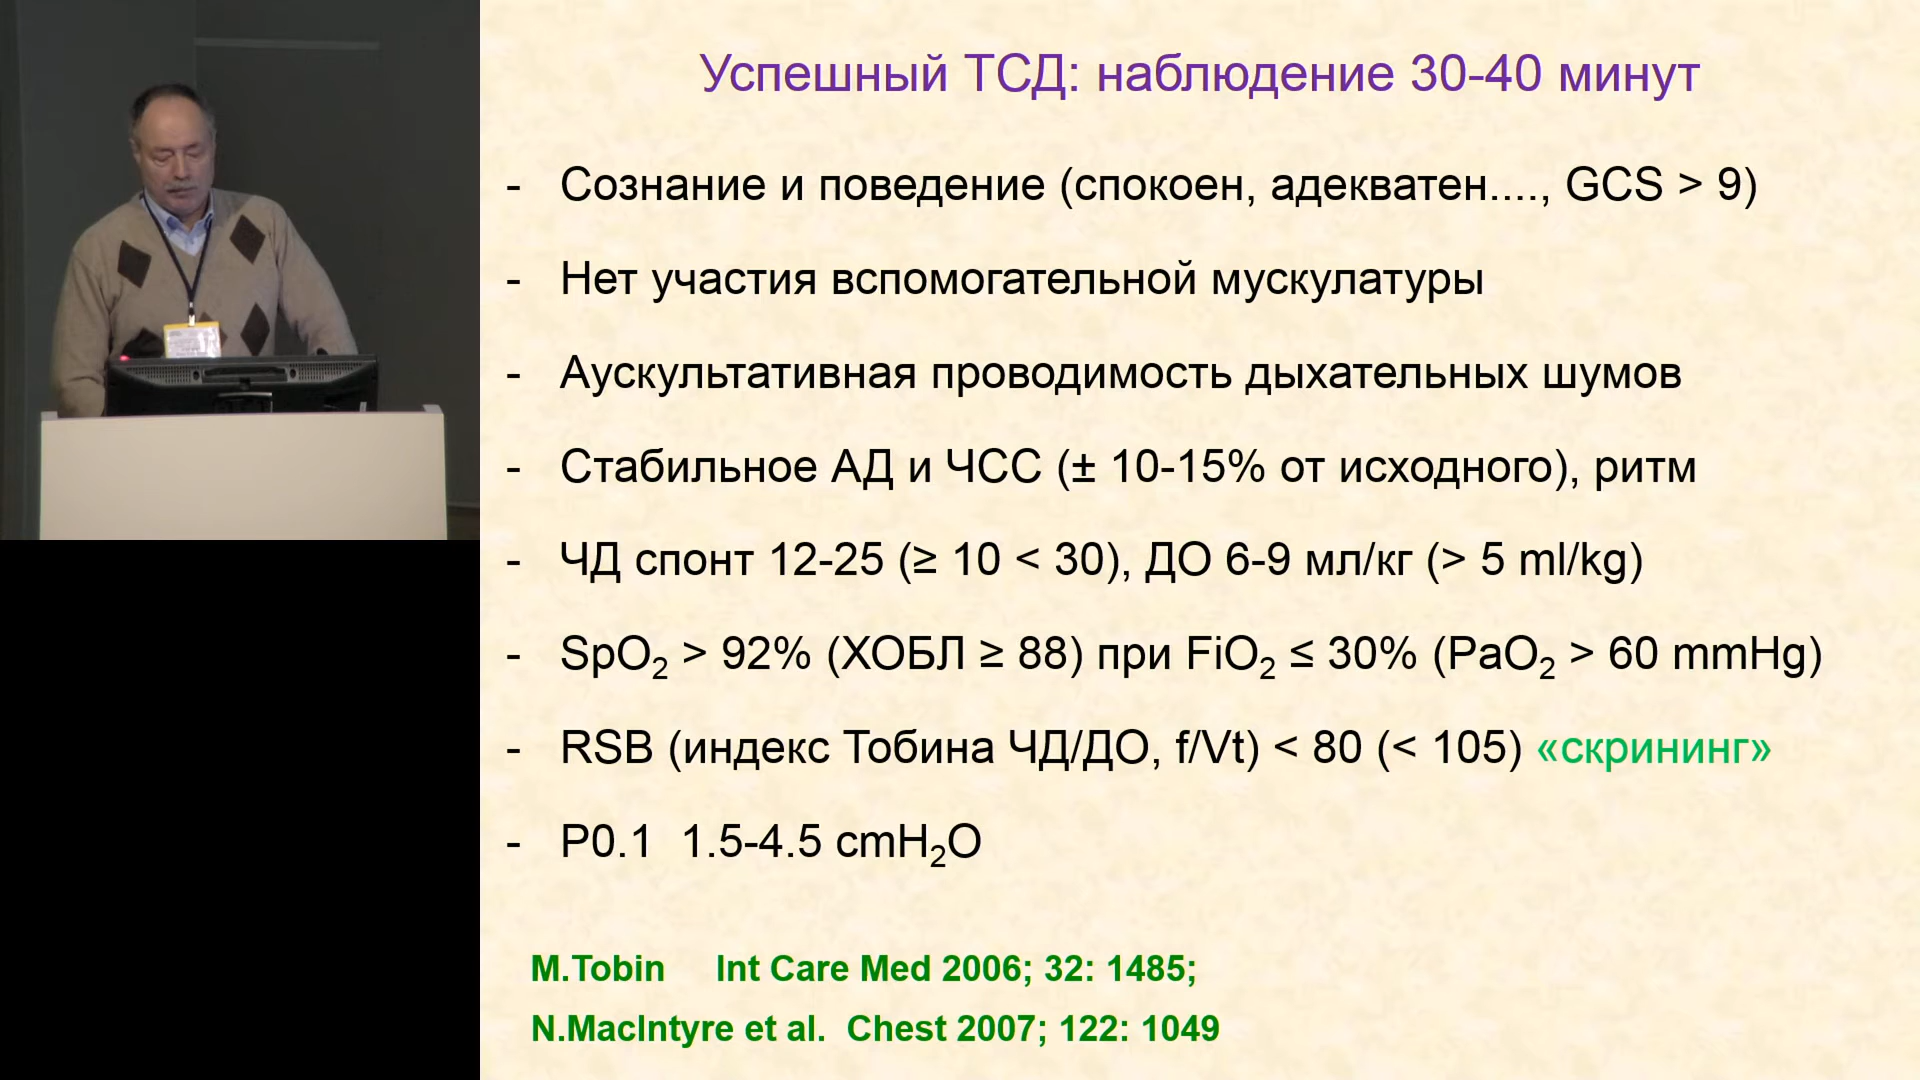 Успешный ТСД: наблюдение 30-40 минут
- Сознание и поведение (спокоен, адекватен...., GCS > 9)
- Нет участия вспомогательной мускулатуры
- Аускультативная проводимость дыхательных шумов
- Стабильное АД и ЧСС (± 10-15% от исходного), ритм
- ЧД спонт 12-25 (≥ 10 < 30), ДО 6-9 мл/кг (> 5 ml/kg)
- SpO₂ > 92% (ХОБЛ ≥ 88) при FiO₂ ≤ 30% (PaO₂ > 60 mmHg)
- RSB (индекс Тобина ЧД/ДО, f/Vt) < 80 (< 105) «скрининг»
- P0.1 1.5-4.5 cmH₂O
M.Tobin Int Care Med 2006; 32: 1485;
N.MacIntyre et al. Chest 2007; 122: 1049